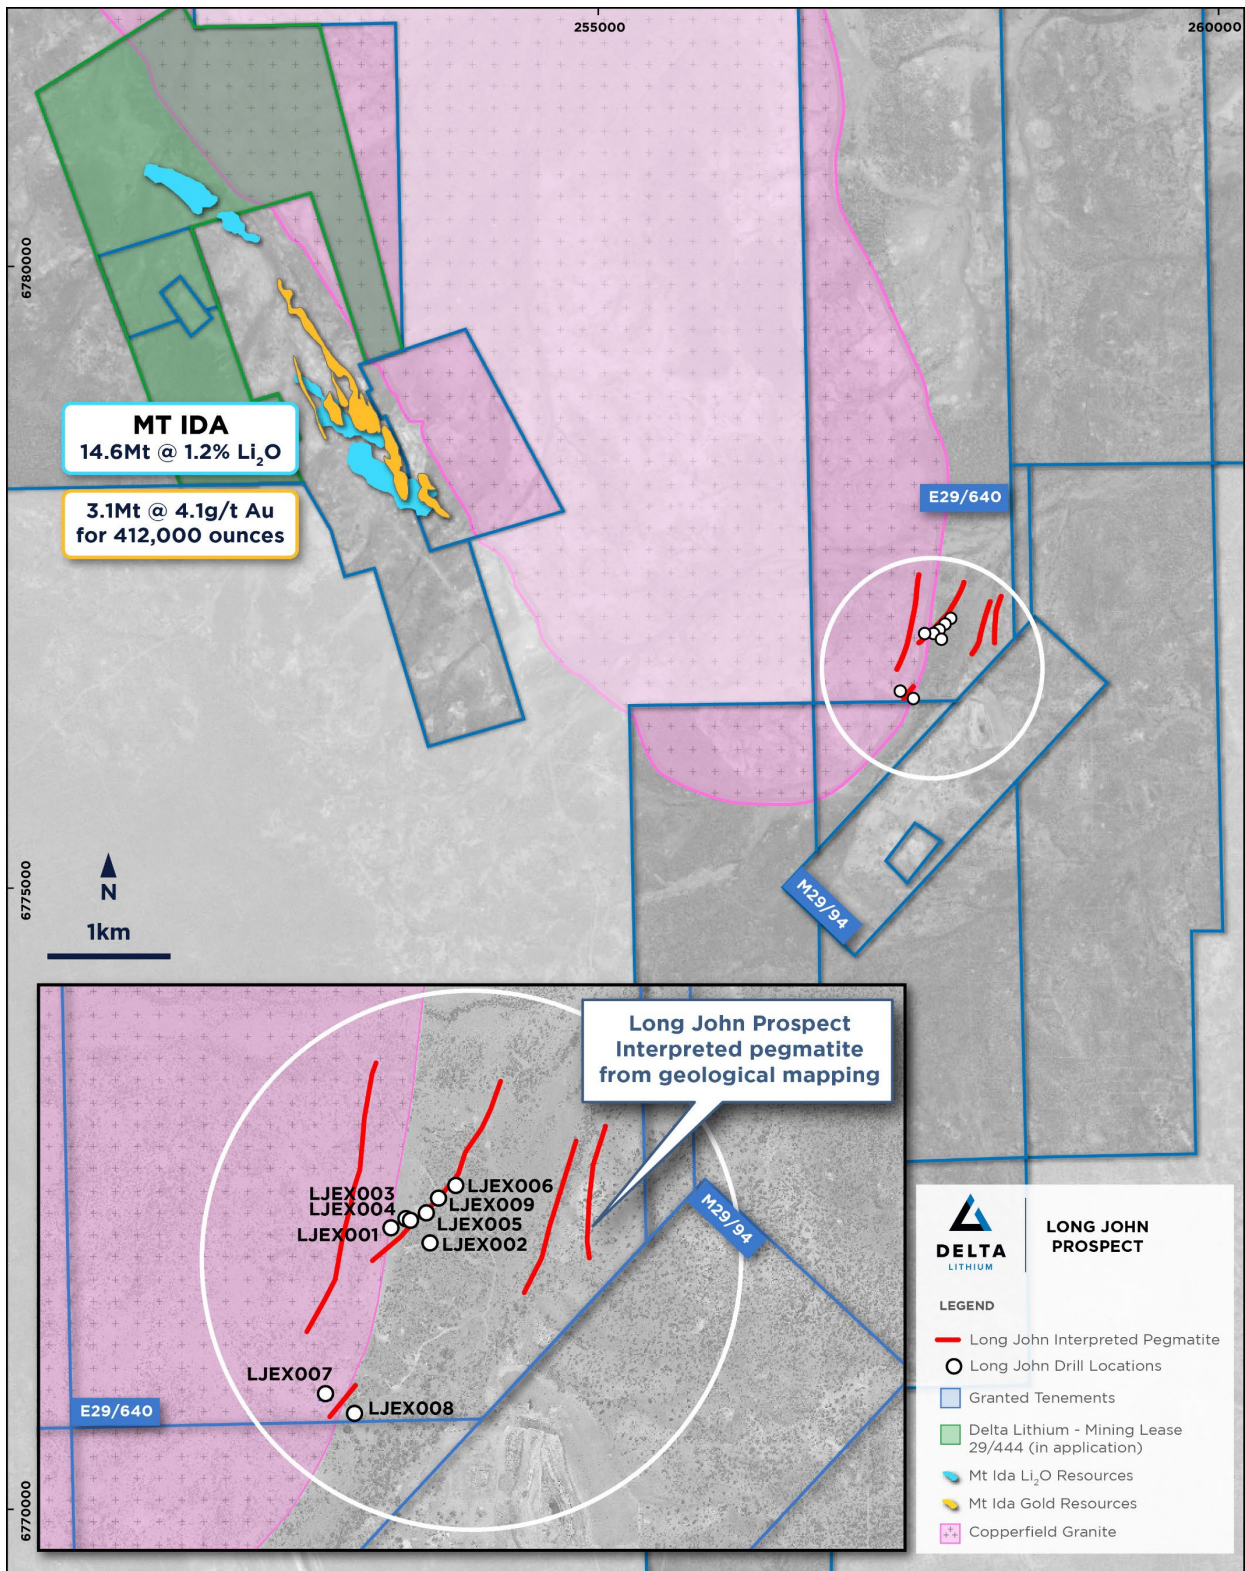 255000
260000
6780000
MT IDA
14.6Mt @ 1.2% Li₂O
3.1Mt @ 4.1g/t Au
for 412,000 ounces
E29/640
6775000
N
1km
M29/94
Long John Prospect
Interpreted pegmatite
from geological mapping
LJEX003
LJEX004
LJEX001
LJEX006
LJEX009
LJEX005
LJEX002
M29/94
LJEX007
LJEX008
E29/640
6770000
DELTA
LITHIUM
LONG JOHN
PROSPECT
LEGEND
Long John Interpreted Pegmatite
Long John Drill Locations
Granted Tenements
Delta Lithium - Mining Lease
29/444 (in application)
Mt Ida Li₂O Resources
Mt Ida Gold Resources
Copperfield Granite